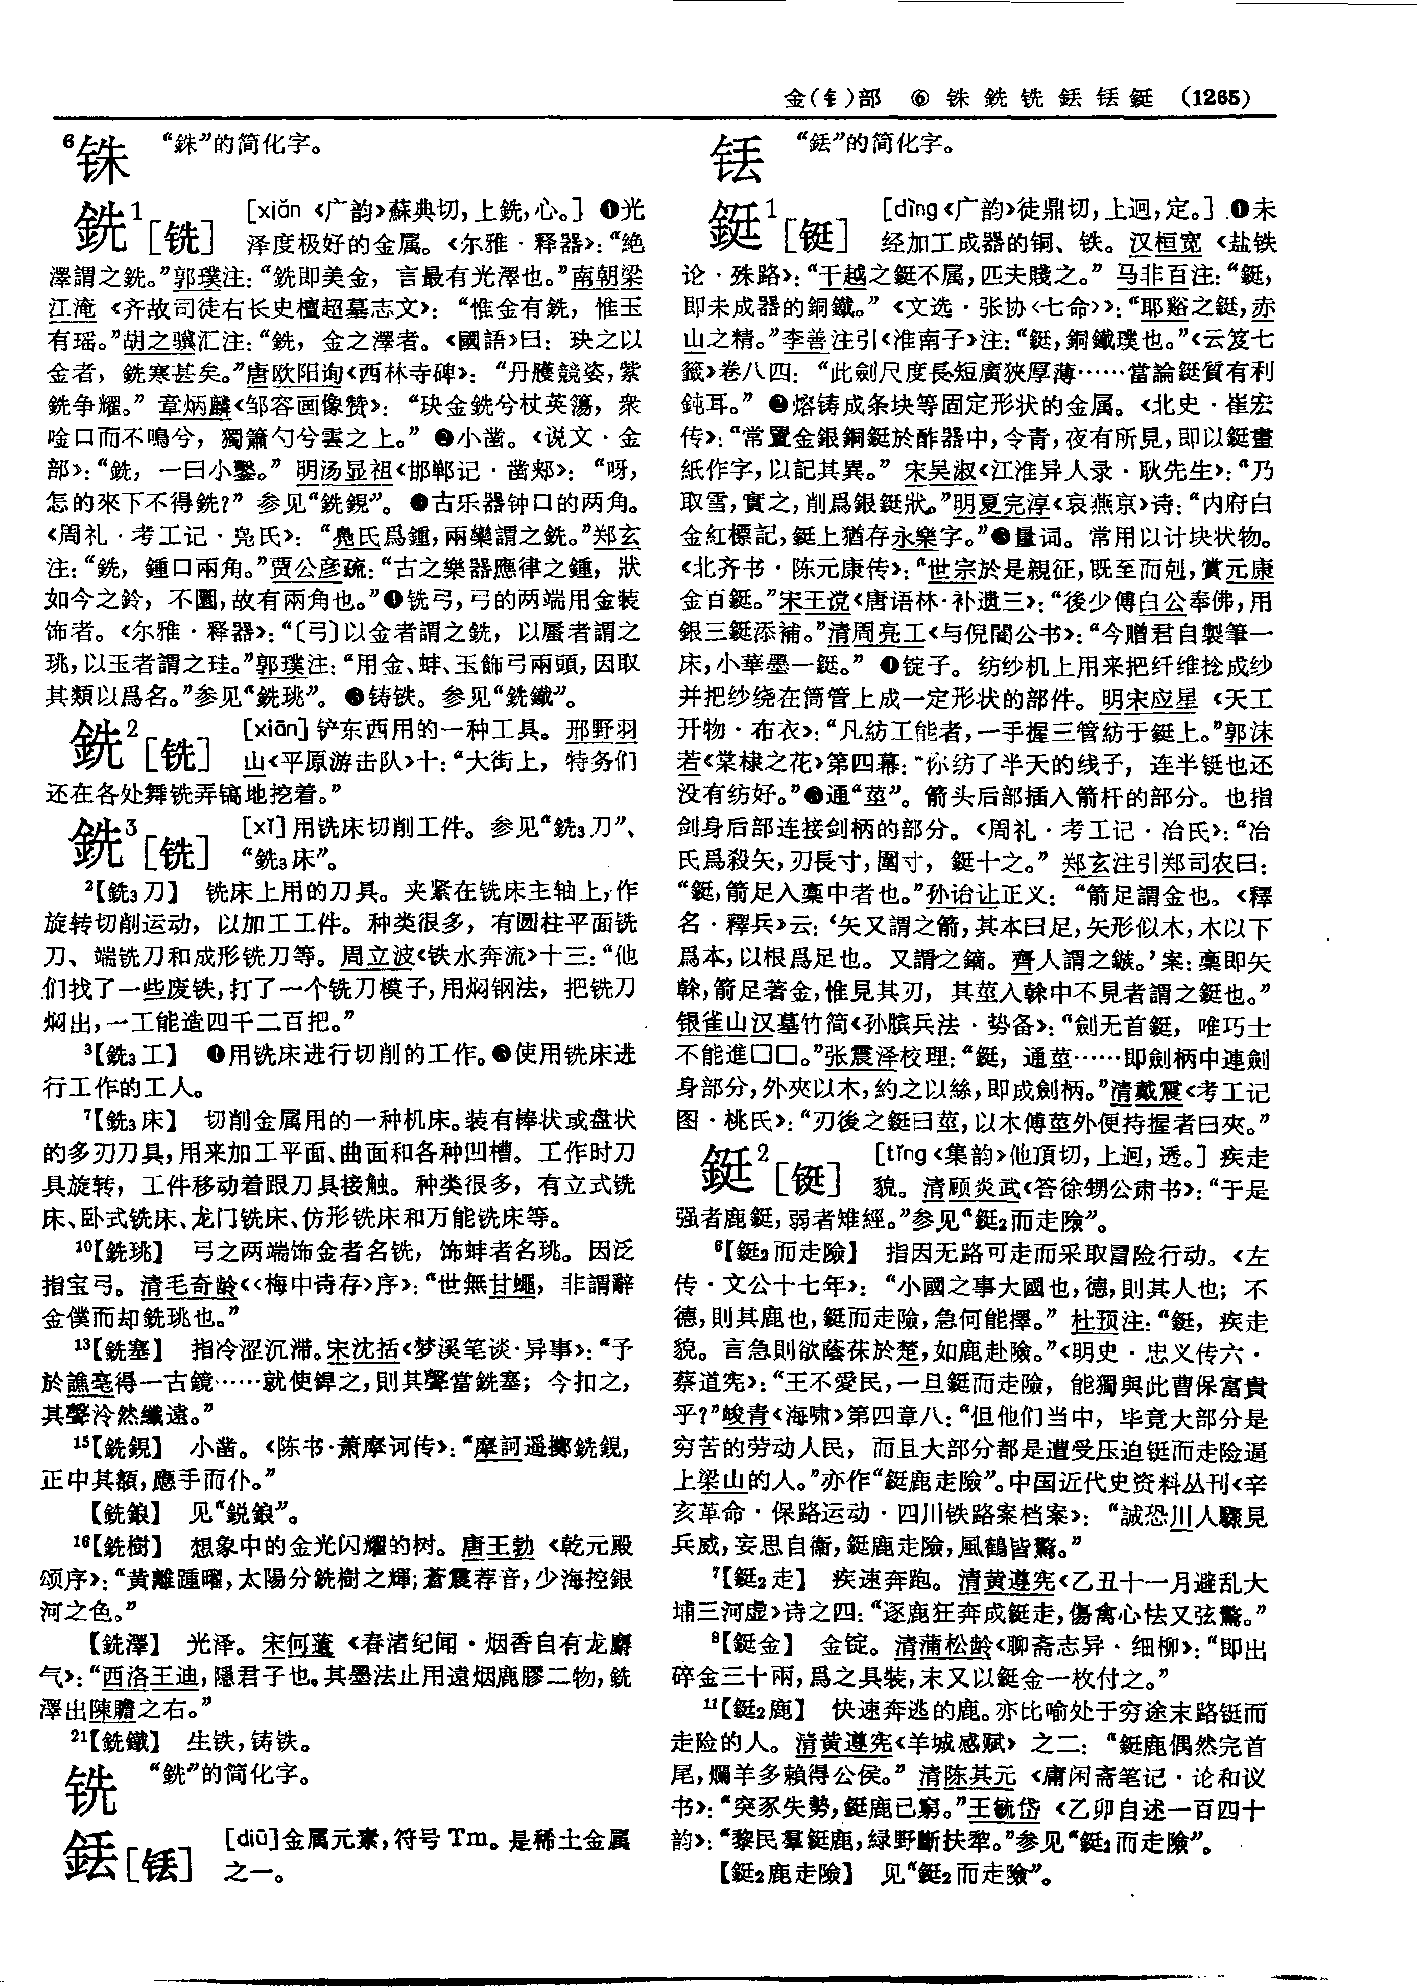 金(钅)部 ⑥ 铢 銑 铣 銩 铥 鋌 (1265)
⁶铢 “銖”的简化字。
銑¹[铣] [xiǎn《广韵》蘇典切,上銑,心。] ❶光
泽度极好的金属。《尔雅·释器》:“絶
澤謂之銑。”郭璞注:“銑即美金,言最有光澤也。”南朝梁
江淹《齐故司徒右长史檀超墓志文》:“惟金有銑,惟玉
有瑶。”胡之骥汇注:“銑,金之澤者。《國語》曰:玦之以
金者,銑寒甚矣。”唐欧阳询《西林寺碑》:“丹雘競姿,紫
銑争耀。”章炳麟《邹容画像赞》:“玦金銑兮杖英簜,衆
唫口而不鳴兮,獨簫勺兮雲之上。”❷小凿。《说文·金
部》:“銑,一曰小鑿。”明汤显祖《邯郸记·凿郏》:“呀,
怎的來下不得銑?”参见“銑鋧”。❸古乐器钟口的两角。
《周礼·考工记·凫氏》:“鳧氏爲鍾,兩欒謂之銑。”郑玄
注:“銑,鍾口兩角。”贾公彦疏:“古之樂器應律之鍾,狀
如今之鈴,不圜,故有兩角也。”❹铣弓,弓的两端用金装
饰者。《尔雅·释器》:“〔弓〕以金者謂之銑,以蜃者謂之
珧,以玉者謂之珪。”郭璞注:“用金、蚌、玉飾弓兩頭,因取
其類以爲名。”参见“銑珧”。❺铸铁。参见“銑鐵”。
銑²[铣] [xiān]铲东西用的一种工具。邢野羽
山《平原游击队》十:“大街上,特务们
还在各处舞铣弄镐地挖着。”
銑³[铣] [xǐ]用铣床切削工件。参见“銑₃刀”、
“銑₃床”。
²【銑₃刀】 铣床上用的刀具。夹紧在铣床主轴上,作
旋转切削运动,以加工工件。种类很多,有圆柱平面铣
刀、端铣刀和成形铣刀等。周立波《铁水奔流》十三:“他
们找了一些废铁,打了一个铣刀模子,用焖钢法,把铣刀
焖出,一工能造四千二百把。”
³【銑₃工】 ❶用铣床进行切削的工作。❷使用铣床进
行工作的工人。
⁷【銑₃床】 切削金属用的一种机床。装有棒状或盘状
的多刃刀具,用来加工平面、曲面和各种凹槽。工作时刀
具旋转,工件移动着跟刀具接触。种类很多,有立式铣
床、卧式铣床、龙门铣床、仿形铣床和万能铣床等。
¹⁰【銑珧】 弓之两端饰金者名铣,饰蚌者名珧。因泛
指宝弓。清毛奇龄《〈梅中诗存〉序》:“世無甘蠅,非謂辭
金僕而却銑珧也。”
¹³【銑塞】 指冷涩沉滞。宋沈括《梦溪笔谈·异事》:“予
於譙亳得一古鏡……就使銲之,則其聲當銑塞;今扣之,
其聲泠然纖遠。”
¹⁵【銑鋧】 小凿。《陈书·萧摩诃传》:“摩訶遥擲銑鋧,
正中其額,應手而仆。”
【銑鋃】 见“鋭鋃”。
¹⁶【銑樹】 想象中的金光闪耀的树。唐王勃《乾元殿
颂序》:“黄離踵曜,太陽分銑樹之輝;蒼震荐音,少海控銀
河之色。”
【銑澤】 光泽。宋何薳《春渚纪闻·烟香自有龙麝
气》:“西洛王迪,隱君子也。其墨法止用遠烟鹿膠二物,銑
澤出陳贍之右。”
²¹【銑鐵】 生铁,铸铁。
铣 “銑”的简化字。
銩[铥] [diū]金属元素,符号Tm。是稀土金属
之一。
铥 “銩”的简化字。
鋌¹[铤] [dìng《广韵》徒鼎切,上迥,定。] ❶未
经加工成器的铜、铁。汉桓宽《盐铁
论·殊路》:“干越之鋌不厲,匹夫賤之。”马非百注:“鋌,
即未成器的銅鐵。”《文选·张协〈七命〉》:“耶谿之鋌,赤
山之精。”李善注引《淮南子》注:“鋌,銅鐵璞也。”《云笈七
籤》卷八四:“此劍尺度長短廣狹厚薄……當論鋌質有利
鈍耳。”❷熔铸成条块等固定形状的金属。《北史·崔宏
传》:“常置金銀銅鋌於酢器中,令青,夜有所見,即以鋌畫
紙作字,以記其異。”宋吴淑《江淮异人录·耿先生》:“乃
取雪,實之,削爲銀鋌狀。”明夏完淳《哀燕京》诗:“内府白
金紅標記,鋌上猶存永樂字。”❸量词。常用以计块状物。
《北齐书·陈元康传》:“世宗於是親征,既至而剋,賞元康
金百鋌。”宋王谠《唐语林·补遗三》:“後少傅白公奉佛,用
銀三鋌添補。”清周亮工《与倪闇公书》:“今贈君自製筆一
床,小華墨一鋌。”❹锭子。纺纱机上用来把纤维捻成纱
并把纱绕在筒管上成一定形状的部件。明宋应星《天工
开物·布衣》:“凡紡工能者,一手握三管紡于鋌上。”郭沫
若《棠棣之花》第四幕:“你纺了半天的线子,连半铤也还
没有纺好。”❺通“莖”。箭头后部插入箭杆的部分。也指
剑身后部连接剑柄的部分。《周礼·考工记·冶氏》:“冶
氏爲殺矢,刃長寸,圍寸,鋌十之。”郑玄注引郑司农曰:
“鋌,箭足入稾中者也。”孙诒让正义:“箭足謂金也。《釋
名·釋兵》云:‘矢又謂之箭,其本曰足,矢形似木,木以下
爲本,以根爲足也。又謂之鏑。齊人謂之鏃。’案:稾即矢
榦,箭足著金,惟見其刃,其莖入榦中不見者謂之鋌也。”
银雀山汉墓竹简《孙膑兵法·势备》:“劍无首鋌,唯巧士
不能進□□。”张震泽校理:“鋌,通莖……即劍柄中連劍
身部分,外夾以木,約之以絲,即成劍柄。”清戴震《考工记
图·桃氏》:“刃後之鋌曰莖,以木傅莖外便持握者曰夾。”
鋌²[铤] [tǐng《集韵》他頂切,上迥,透。] 疾走
貌。清顾炎武《答徐甥公肃书》:“于是
强者鹿鋌,弱者雉經。”参见“鋌₂而走險”。
⁶【鋌₂而走險】 指因无路可走而采取冒险行动。《左
传·文公十七年》:“小國之事大國也,德,則其人也;不
德,則其鹿也,鋌而走險,急何能擇。”杜预注:“鋌,疾走
貌。言急則欲蔭茠於楚,如鹿赴險。”《明史·忠义传六·
蔡道宪》:“王不愛民,一旦鋌而走險,能獨與此曹保富貴
乎?”峻青《海啸》第四章八:“但他们当中,毕竟大部分是
穷苦的劳动人民,而且大部分都是遭受压迫铤而走险逼
上梁山的人。”亦作“鋌鹿走險”。中国近代史资料丛刊《辛
亥革命·保路运动·四川铁路案档案》:“誠恐川人驟見
兵威,妄思自衛,鋌鹿走險,風鶴皆驚。”
⁷【鋌₂走】 疾速奔跑。清黄遵宪《乙丑十一月避乱大
埔三河虚》诗之四:“逐鹿狂奔成鋌走,傷禽心怯又弦驚。”
⁸【鋌金】 金锭。清蒲松龄《聊斋志异·细柳》:“即出
碎金三十兩,爲之具裝,末又以鋌金一枚付之。”
¹¹【鋌₂鹿】 快速奔逃的鹿。亦比喻处于穷途末路铤而
走险的人。清黄遵宪《羊城感赋》之二:“鋌鹿偶然完首
尾,爛羊多賴得公侯。”清陈其元《庸闲斋笔记·论和议
书》:“突豕失勢,鋌鹿已窮。”王毓岱《乙卯自述一百四十
韵》:“黎民羣鋌鹿,緑野斷扶犂。”参见“鋌₂而走險”。
【鋌₂鹿走險】 见“鋌₂而走險”。